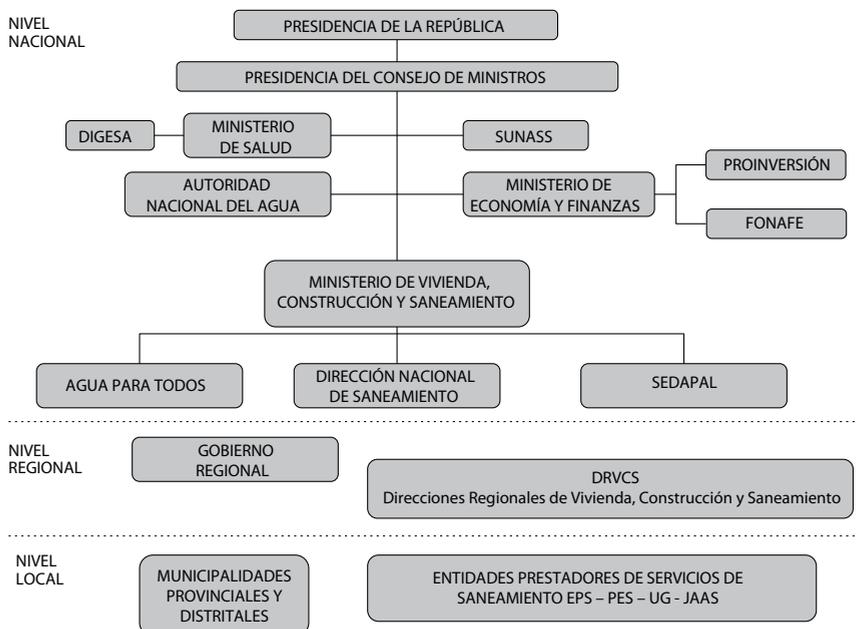 NIVEL
NACIONAL
PRESIDENCIA DE LA REPÚBLICA
PRESIDENCIA DEL CONSEJO DE MINISTROS
DIGESA
MINISTERIO
DE SALUD
SUNASS
AUTORIDAD
NACIONAL DEL AGUA
MINISTERIO DE
ECONOMÍA Y FINANZAS
PROINVERSIÓN
FONAFE
MINISTERIO DE VIVIENDA,
CONSTRUCCIÓN Y SANEAMIENTO
AGUA PARA TODOS
DIRECCIÓN NACIONAL
DE SANEAMIENTO
SEDAPAL
NIVEL
REGIONAL
GOBIERNO
REGIONAL
DRVCS
Direcciones Regionales de Vivienda, Construcción y Saneamiento
NIVEL
LOCAL
MUNICIPALIDADES
PROVINCIALES Y
DISTRITALES
ENTIDADES PRESTADORES DE SERVICIOS DE
SANEAMIENTO EPS – PES – UG - JAAS